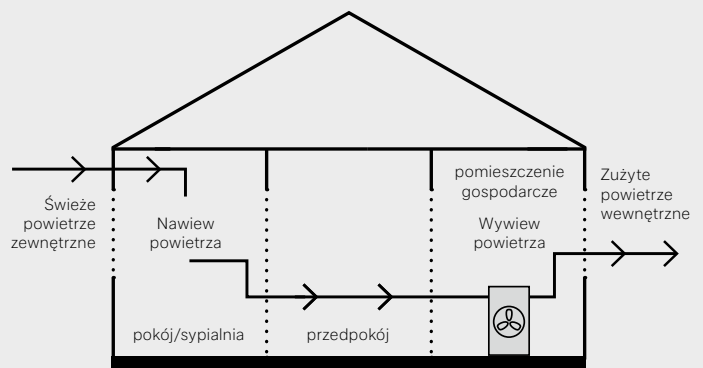 Świeże
powietrze
zewnętrzne
Nawiew
powietrza
pokój/sypialnia
przedpokój
pomieszczenie
gospodarcze
Wywiew
powietrza
Zużyte
powietrze
wewnętrzne